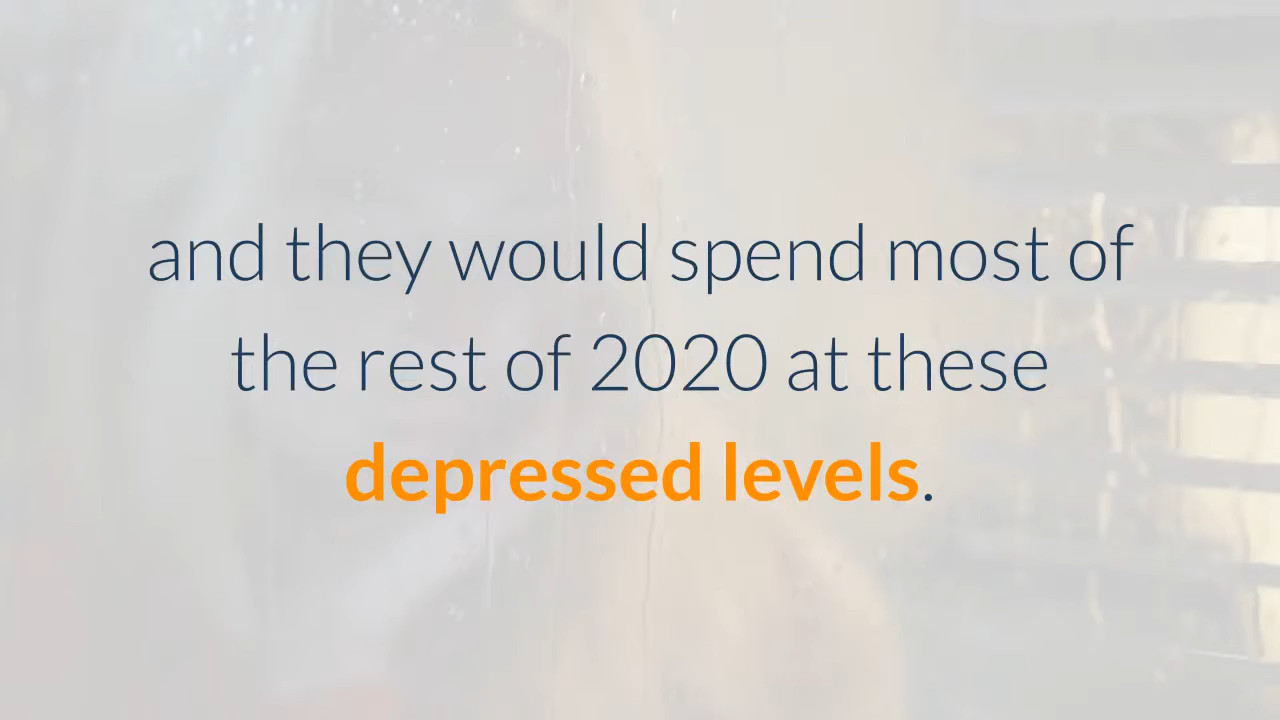 and they would spend most of
the rest of 2020 at these
depressed levels.